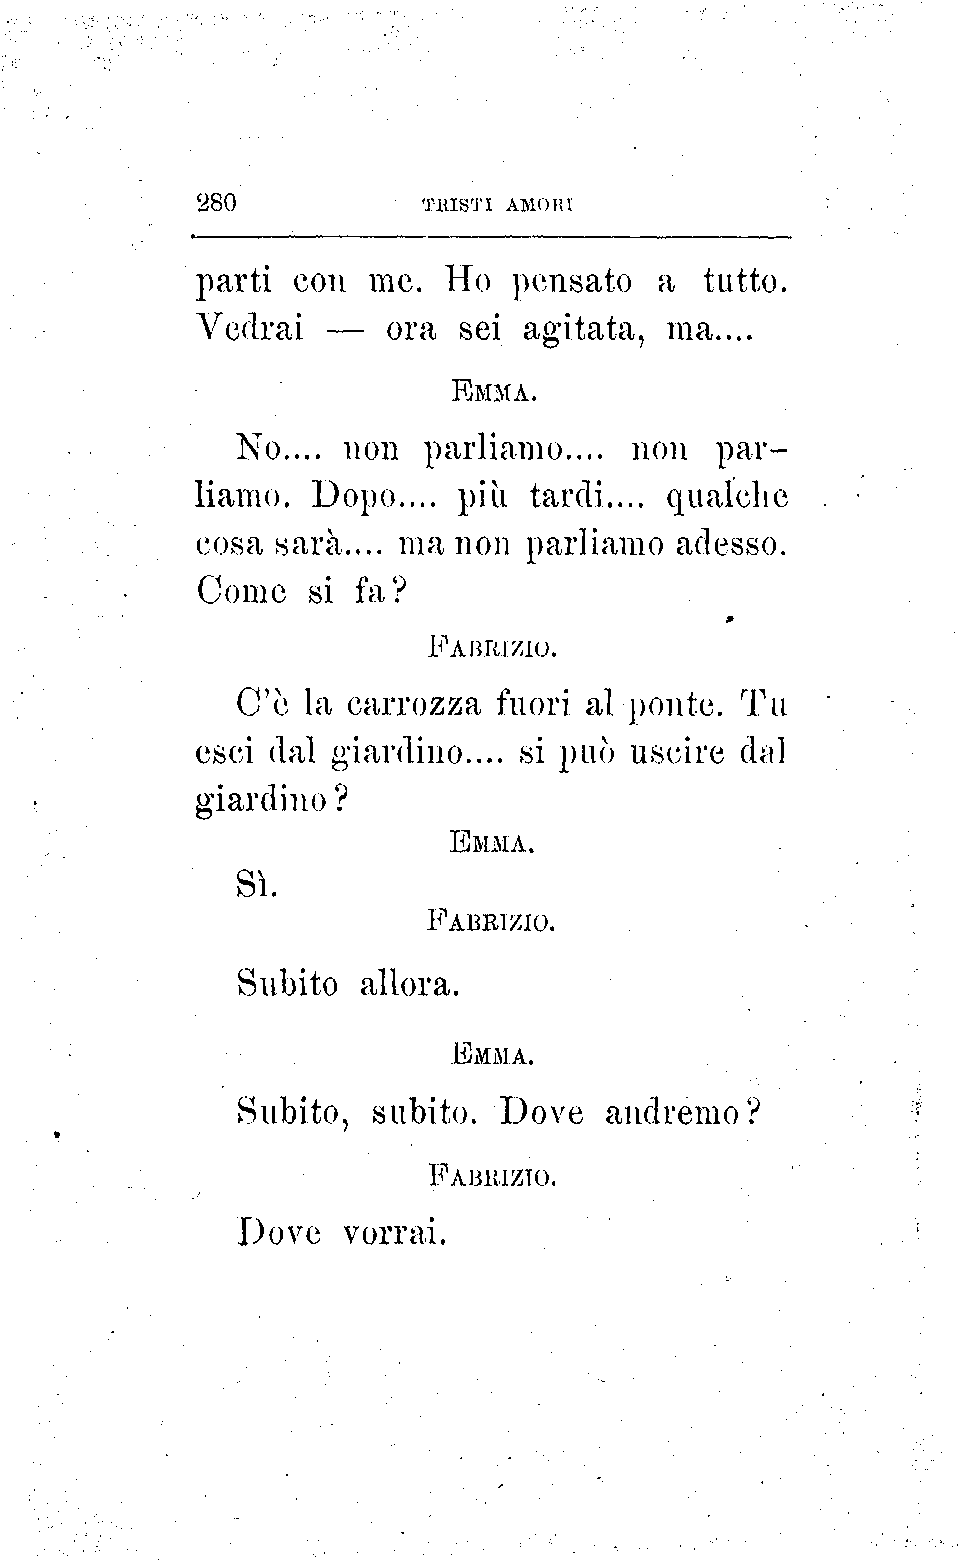 280 TRISTI AMORI
parti con me. Ho pensato a tutto.
Vedrai — ora sei agitata, ma....
EMMA.
No.... non parliamo.... non par-
liamo. Dopo.... più tardi.... qualche
cosa sarà.... ma non parliamo adesso.
Come si fa?
FABRIZIO.
C'è la carrozza fuori al ponte. Tu
esci dal giardino.... si può uscire dal
giardino?
EMMA.
Sì.
FABRIZIO.
Subito allora.
EMMA.
Subito, subito. Dove andremo?
FABRIZIO.
Dove vorrai.